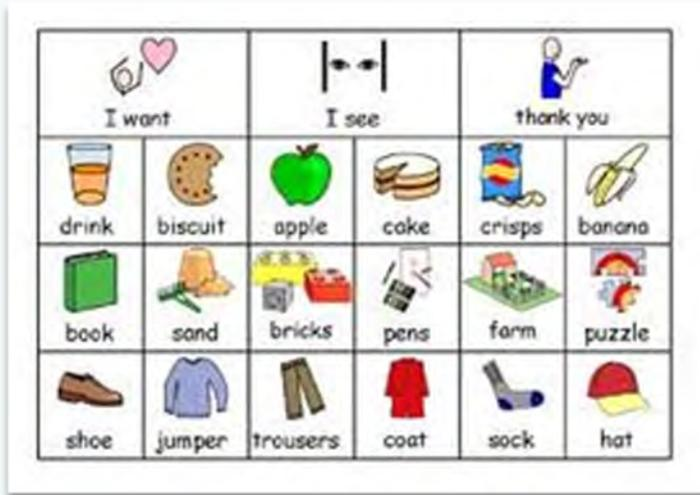 I want
I see
thank you
drink
biscuit
apple
cake
crisps
banana
book
sand
bricks
pens
farm
puzzle
shoe
jumper
trousers
coat
sock
hat